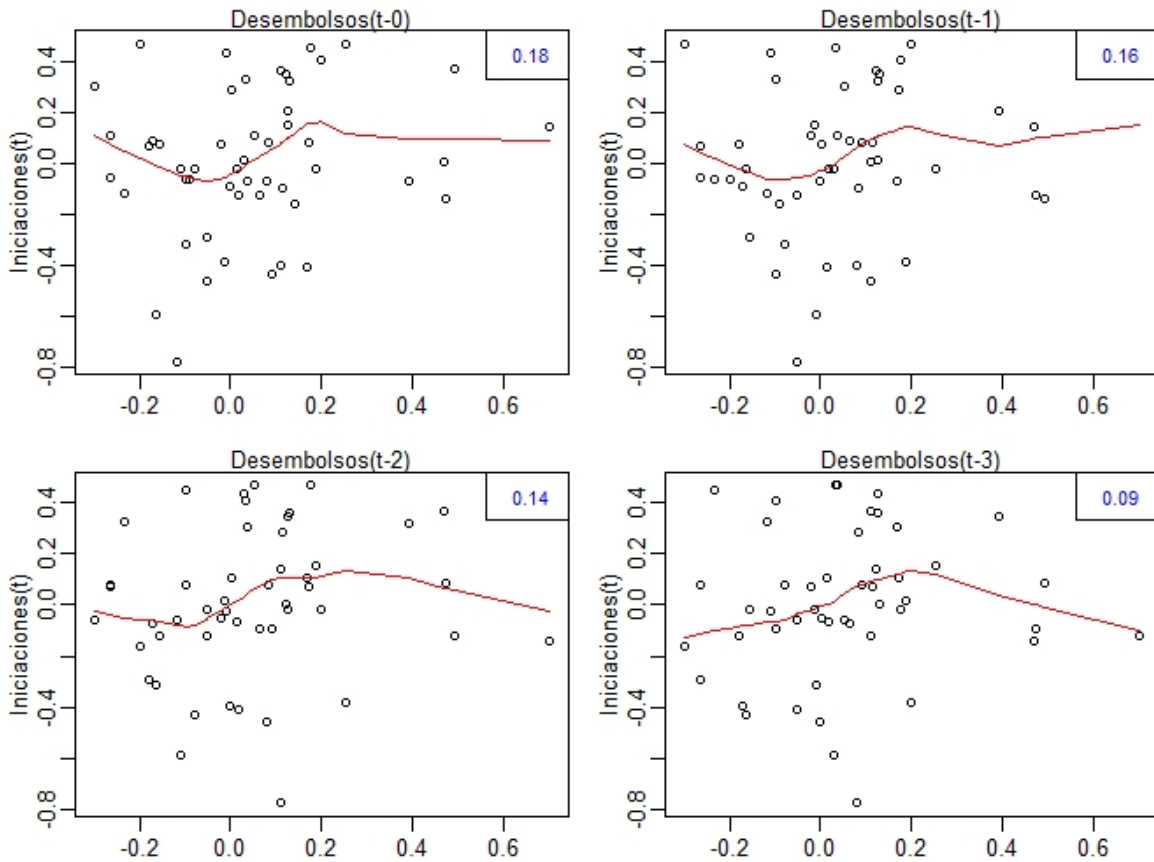 Desembolsos(t-0)
0.18
Iniciaciones(t)
0.4
0.2
0.0
-0.4
-0.8
-0.2 0.0 0.2 0.4 0.6
Desembolsos(t-1)
0.16
Iniciaciones(t)
0.4
0.2
0.0
-0.4
-0.8
-0.2 0.0 0.2 0.4 0.6
Desembolsos(t-2)
0.14
Iniciaciones(t)
0.4
0.2
0.0
-0.4
-0.8
-0.2 0.0 0.2 0.4 0.6
Desembolsos(t-3)
0.09
Iniciaciones(t)
0.4
0.2
0.0
-0.4
-0.8
-0.2 0.0 0.2 0.4 0.6